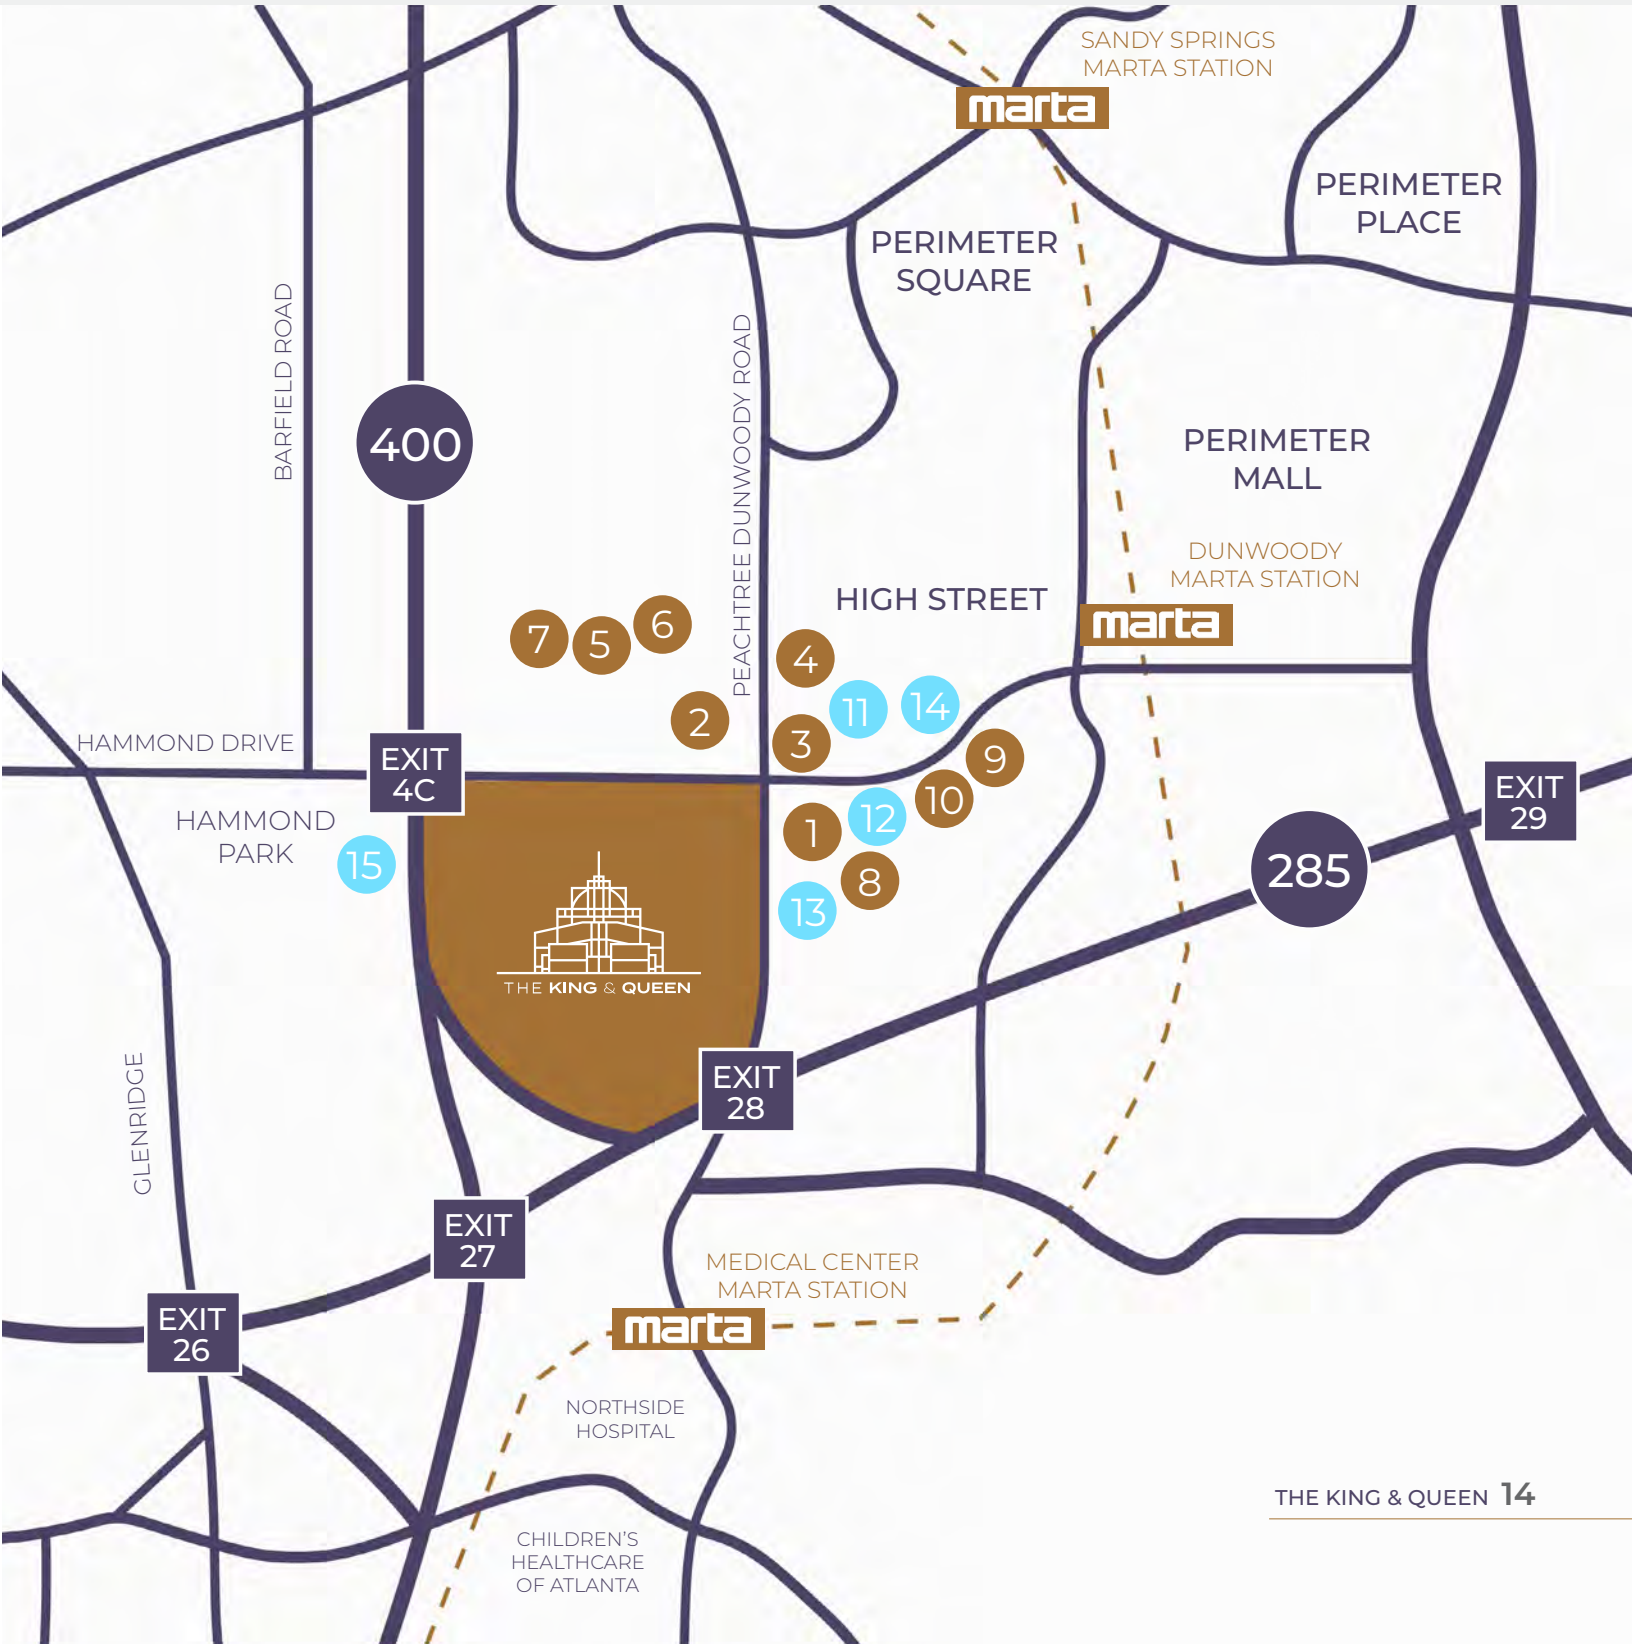 SANDY SPRINGS
MARTA STATION
marta
PERIMETER
PLACE
PERIMETER
SQUARE
BARFIELD ROAD
PEACHTREE DUNWOODY ROAD
400
PERIMETER
MALL
DUNWOODY
MARTA STATION
HIGH STREET
marta
7
5
6
4
11
14
2
3
9
HAMMOND DRIVE
EXIT
4C
10
12
1
8
13
HAMMOND
PARK
15
EXIT
29
285
THE KING & QUEEN
GLENRIDGE
EXIT
28
EXIT
27
EXIT
26
MEDICAL CENTER
MARTA STATION
marta
NORTHSIDE
HOSPITAL
CHILDREN'S
HEALTHCARE
OF ATLANTA
THE KING & QUEEN 14